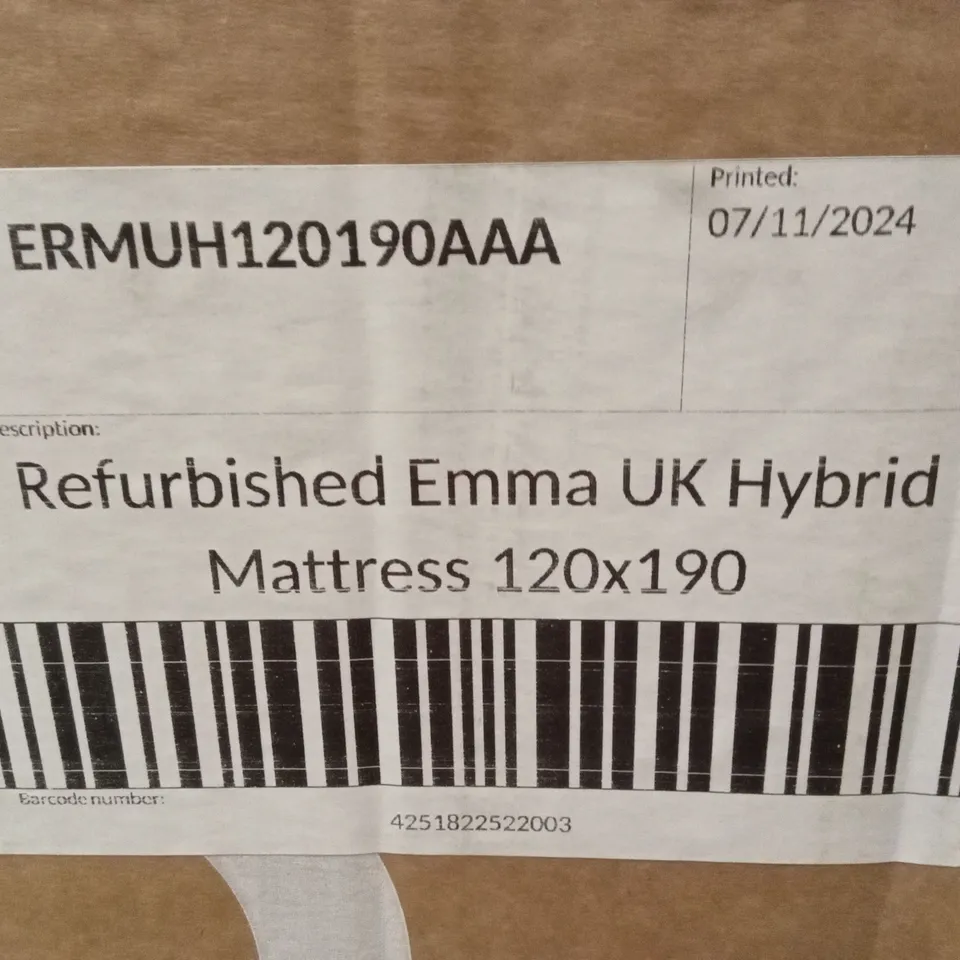 ERMUH120190AAA
Printed:
07/11/2024
escription:
Refurbished Emma UK Hybrid
Mattress 120x190
Barcode number:
4251822522003